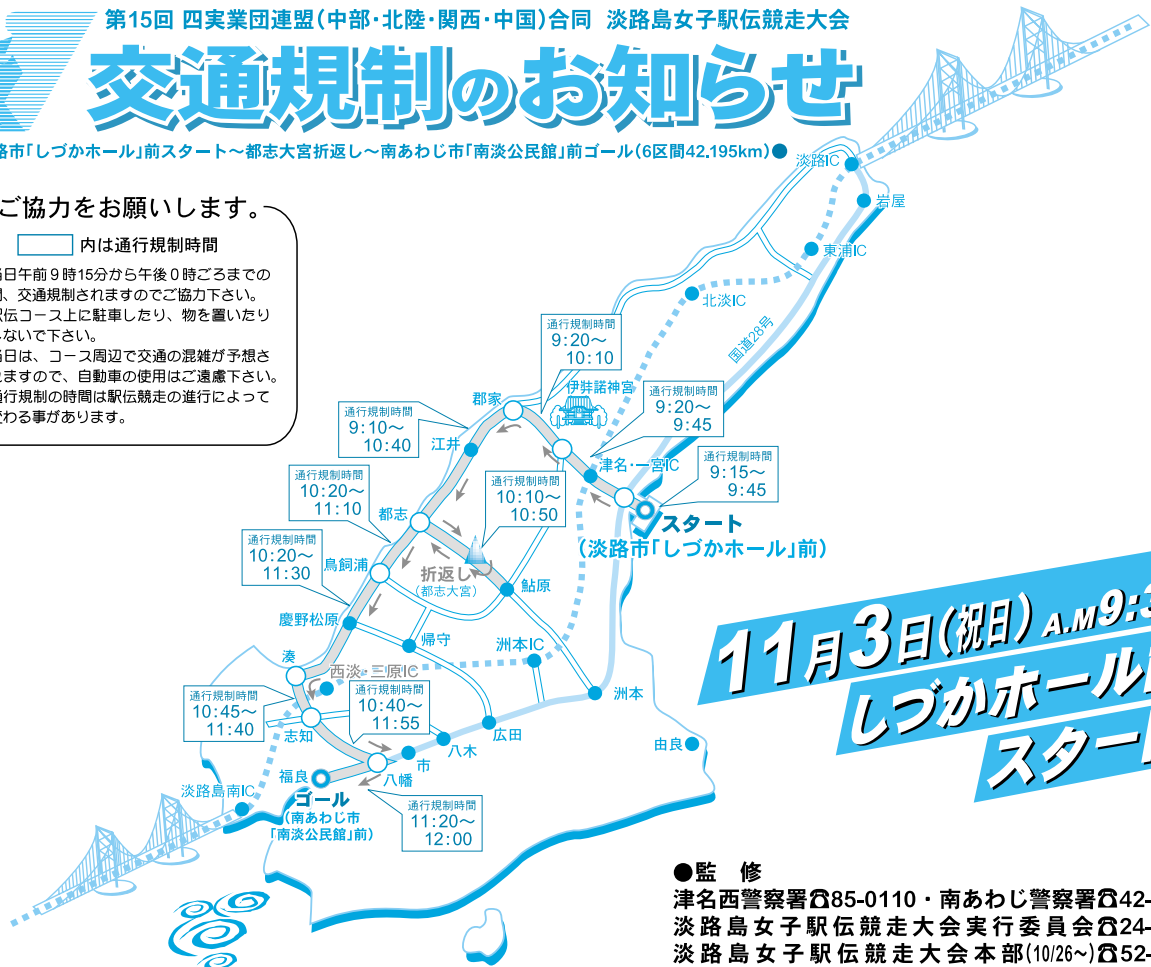 第15回 四実業団連盟(中部・北陸・関西・中国)合同 淡路島女子駅伝競走大会
交通規制のお知らせ
路市「しづかホール」前スタート～都志大宮折返し～南あわじ市「南淡公民館」前ゴール(6区間42.195km)●
ご協力をお願いします。
内は通行規制時間
当日午前9時15分から午後0時ごろまでの
間、交通規制されますのでご協力下さい。
駅伝コース上に駐車したり、物を置いたり
しないで下さい。
当日は、コース周辺で交通の混雑が予想さ
れますので、自動車の使用はご遠慮下さい。
通行規制の時間は駅伝競走の進行によって
変わる事があります。
淡路IC
岩屋
東浦IC
北淡IC
国道28号
通行規制時間
9:20～
10:10
伊弉諾神宮
郡家
通行規制時間
9:20～
9:45
通行規制時間
9:10～
10:40
江井
津名・一宮IC
通行規制時間
9:15～
9:45
通行規制時間
10:20～
11:10
通行規制時間
10:10～
10:50
都志
スタート
(淡路市「しづかホール」前)
通行規制時間
10:20～
11:30
鳥飼浦
折返し
(都志大宮)
鮎原
慶野松原
帰守
洲本IC
湊
西淡・三原IC
通行規制時間
10:45～
11:40
通行規制時間
10:40～
11:55
洲本
志知
広田
八木
市
由良
福良
八幡
淡路島南IC
ゴール
(南あわじ市
「南淡公民館」前)
通行規制時間
11:20～
12:00
11月3日(祝日) A.M9:3
しづかホール
スター
●監 修
津名西警察署☎85-0110・南あわじ警察署☎42-
淡路島女子駅伝競走大会実行委員会☎24-
淡路島女子駅伝競走大会本部(10/26~)☎52-